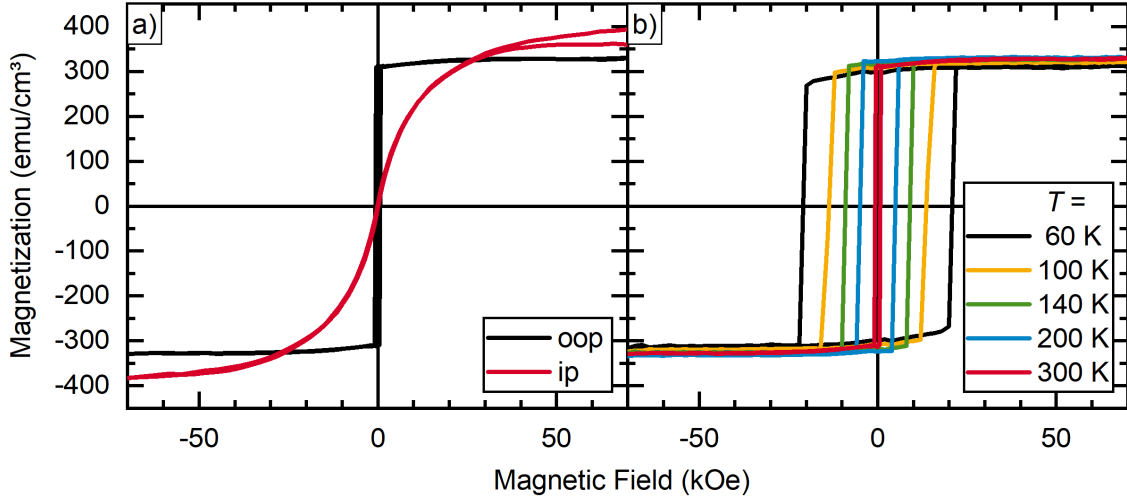 a)
b)
Magnetization (emu/cm³)
400
300
200
100
0
-100
-200
-300
-400
oop
ip
T =
60 K
100 K
140 K
200 K
300 K
-50
0
50
-50
0
50
Magnetic Field (kOe)